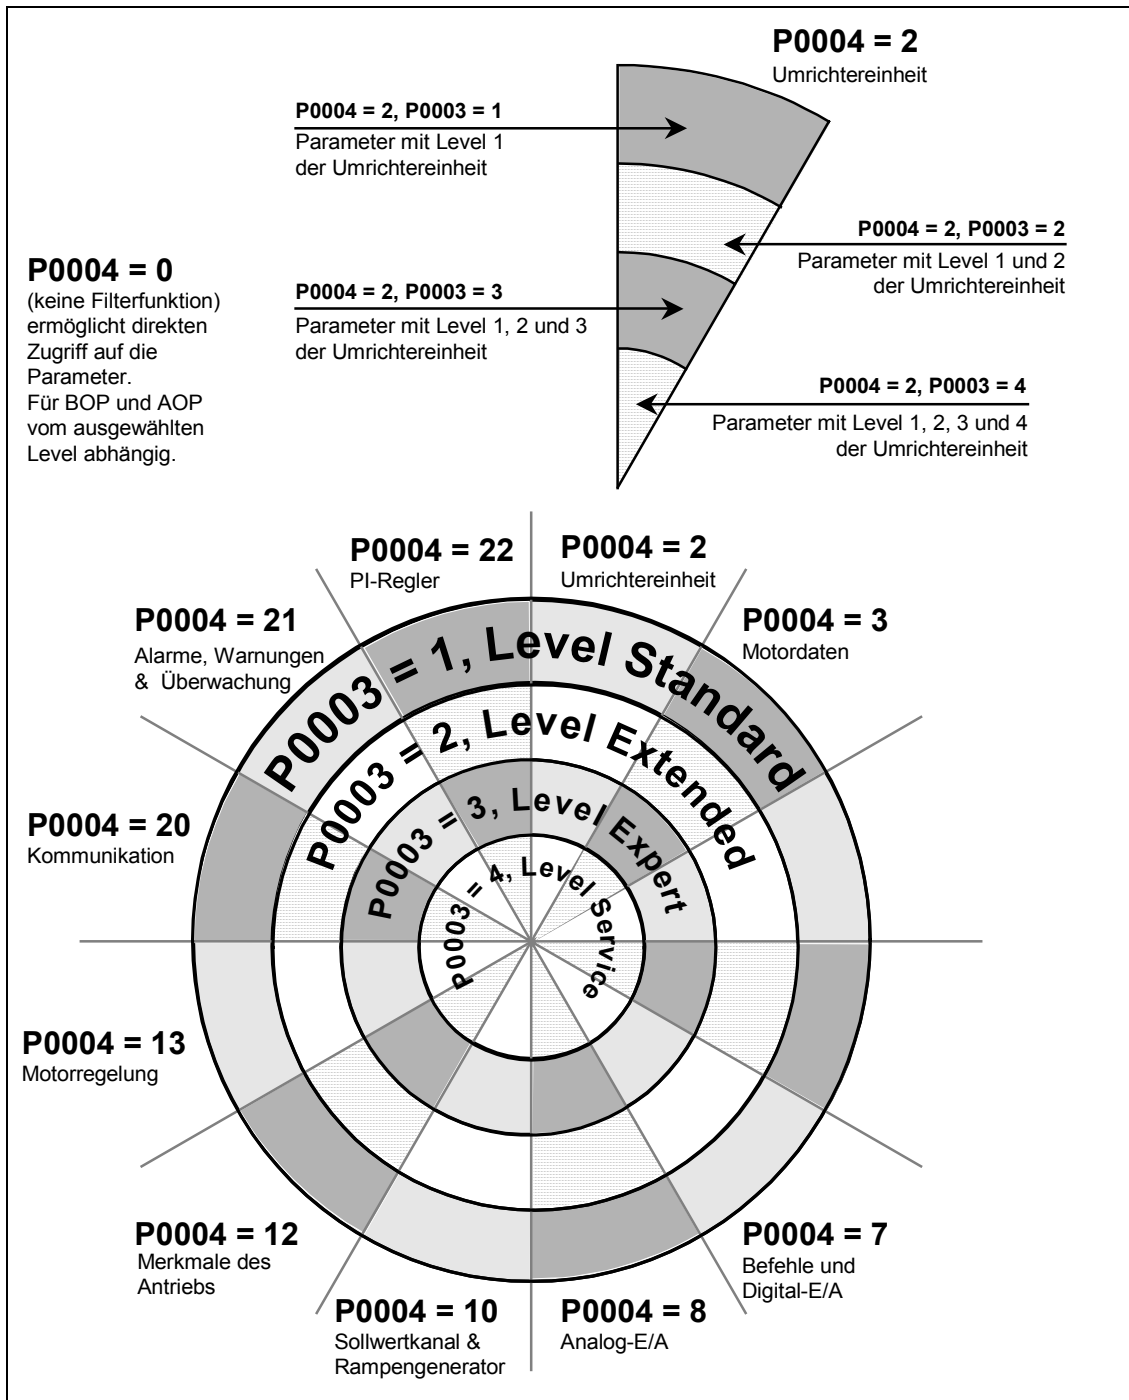 P0004 = 2
Umrichtereinheit
P0004 = 2, P0003 = 1
Parameter mit Level 1
der Umrichtereinheit
P0004 = 2, P0003 = 2
Parameter mit Level 1 und 2
der Umrichtereinheit
P0004 = 0
(keine Filterfunktion)
ermöglicht direkten
Zugriff auf die
Parameter.
Für BOP und AOP
vom ausgewählten
Level abhängig.
P0004 = 2, P0003 = 3
Parameter mit Level 1, 2 und 3
der Umrichtereinheit
P0004 = 2, P0003 = 4
Parameter mit Level 1, 2, 3 und 4
der Umrichtereinheit
P0004 = 22
PI-Regler
P0004 = 2
Umrichtereinheit
P0004 = 21
Alarme, Warnungen
& Überwachung
P0004 = 3
Motordaten
P0003 = 1, Level Standard
P0003 = 2, Level Extended
P0003 = 3, Level Expert
P0003 = 4, Level Service
P0004 = 20
Kommunikation
P0004 = 13
Motorregelung
P0004 = 12
Merkmale des
Antriebs
P0004 = 7
Befehle und
Digital-E/A
P0004 = 10
Sollwertkanal &
Rampengenerator
P0004 = 8
Analog-E/A